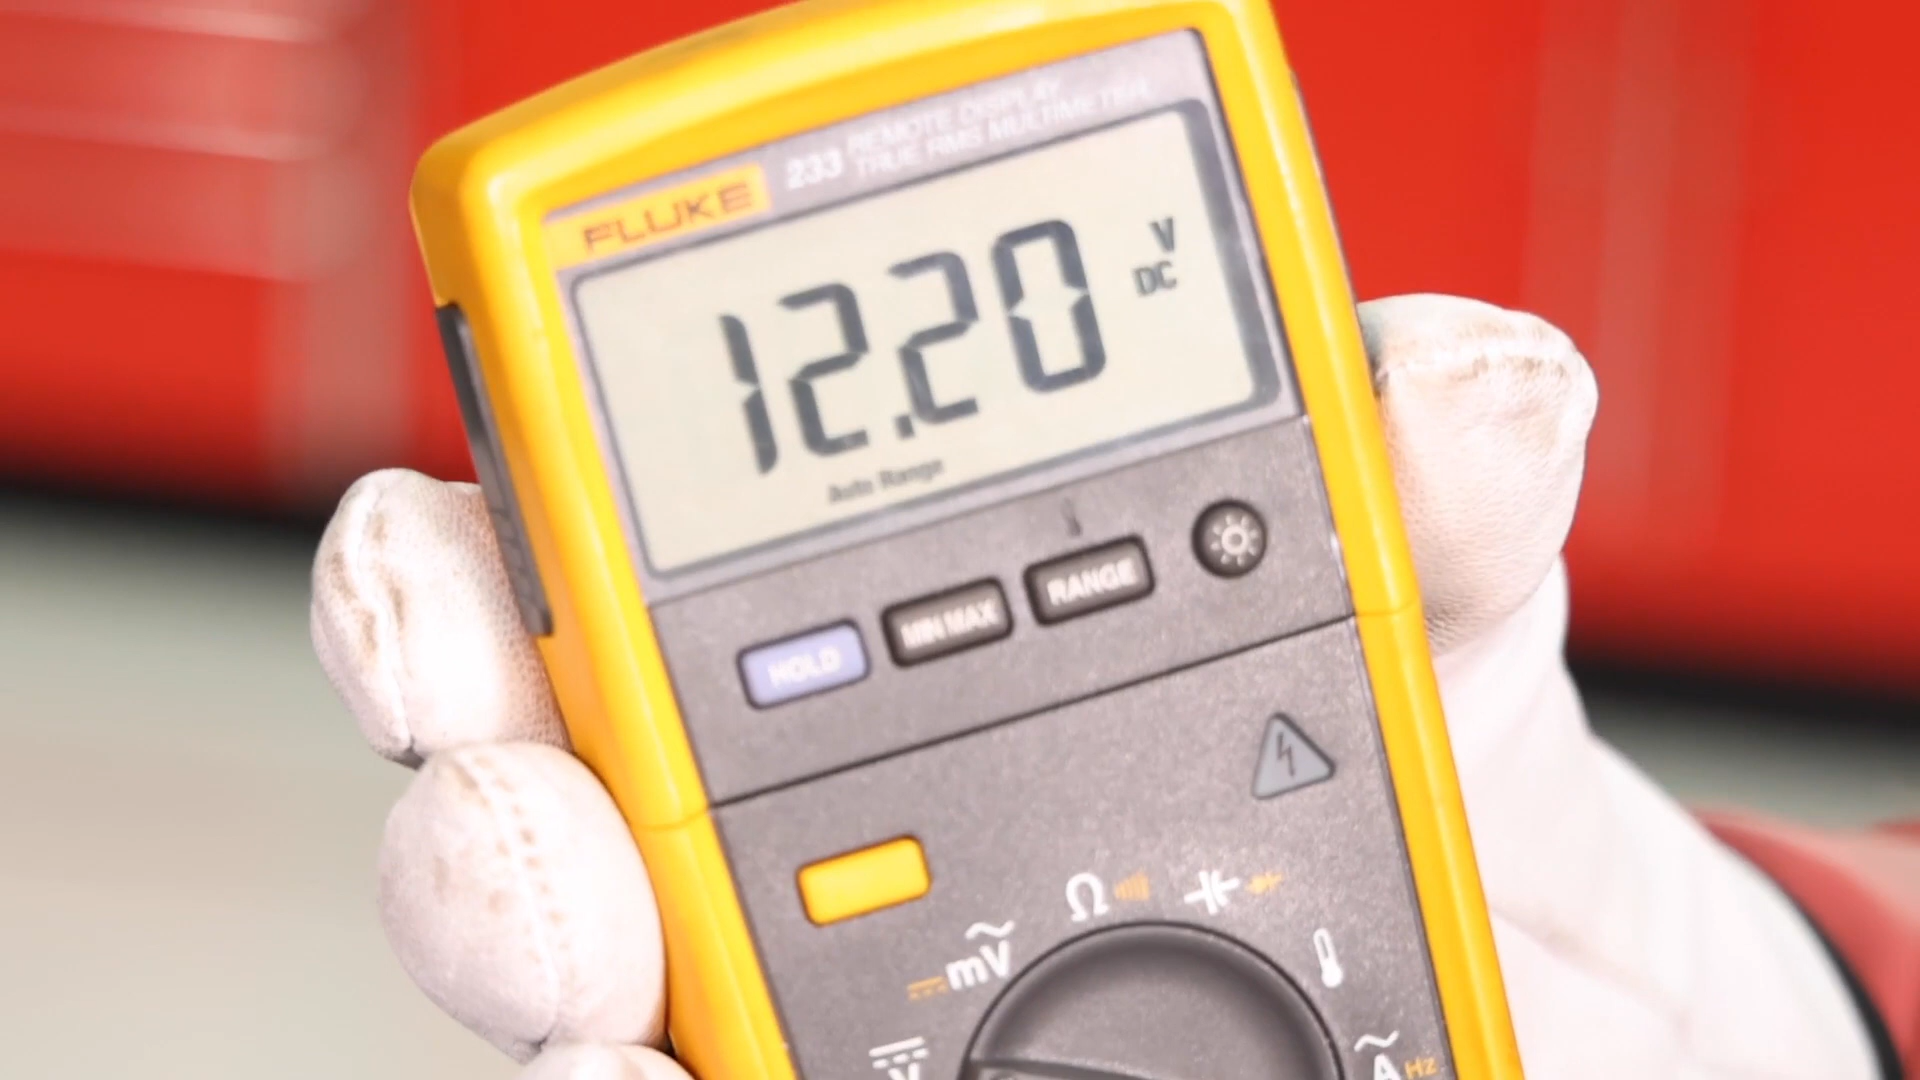 233 REMOTE DISPLAY
TRUE RMS MULTIMETER
FLUKE
12.20 V
DC
Auto Range
HOLD MIN MAX RANGE
Ω
mV
V
A Hz